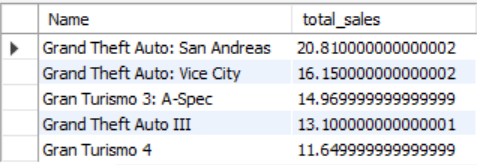 Name total_sales
Grand Theft Auto: San Andreas 20.810000000000002
Grand Theft Auto: Vice City 16.150000000000002
Gran Turismo 3: A-Spec 14.969999999999999
Grand Theft Auto III 13.100000000000001
Gran Turismo 4 11.649999999999999